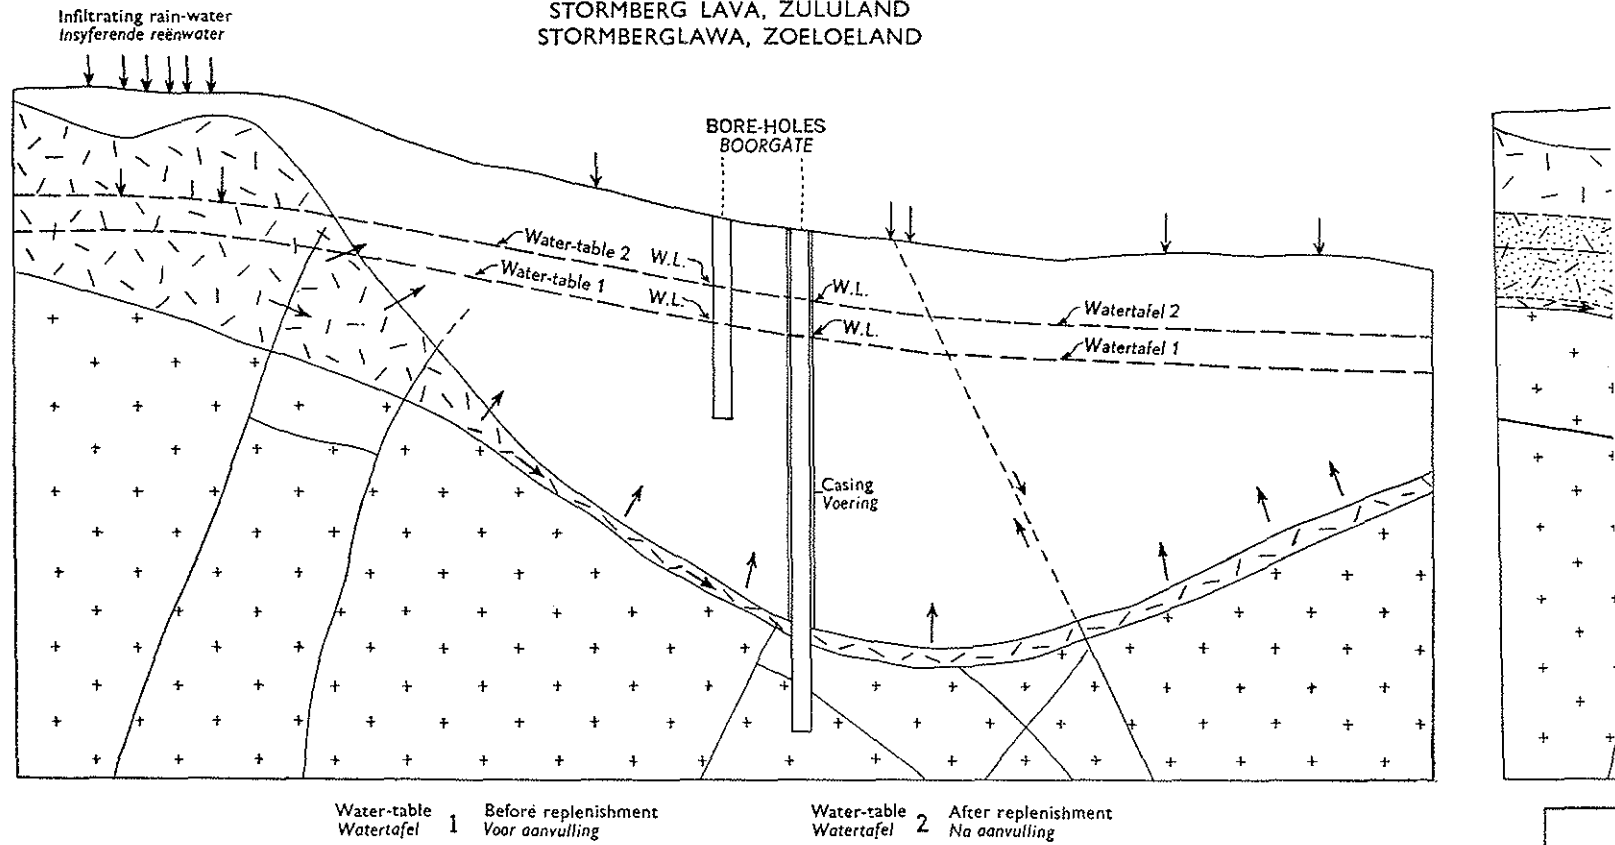 STORMBERG LAVA, ZULULAND
STORMBERGLAWA, ZOELOELAND
Infiltrating rain-water
Insyferende reënwater
BORE-HOLES
BOORGATE
Water-table 2
W.L.
Water-table 1
W.L.
W.L.
W.L.
Watertafel 2
Watertafel 1
Casing
Voering
Water-table 1 Before replenishment
Watertafel Voor aanvulling
Water-table 2 After replenishment
Watertafel Na aanvulling